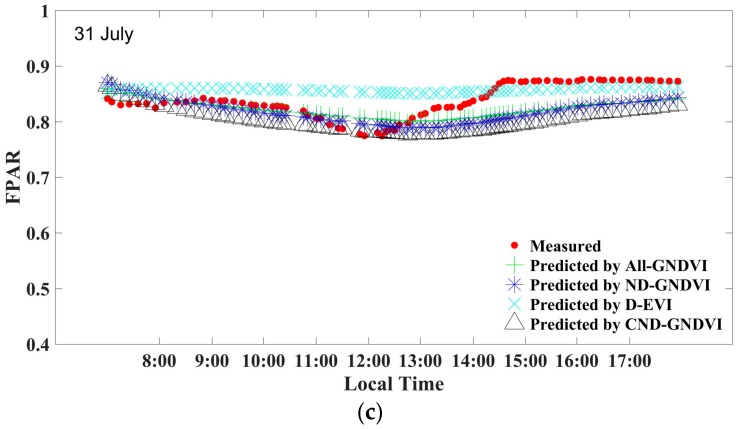 31 July
1
0.9
0.8
0.7
0.6
0.5
0.4
FPAR
Measured
Predicted by All-GNDVI
Predicted by ND-GNDVI
Predicted by D-EVI
Predicted by CND-GNDVI
8:00 9:00 10:00 11:00 12:00 13:00 14:00 15:00 16:00 17:00
Local Time
(c)